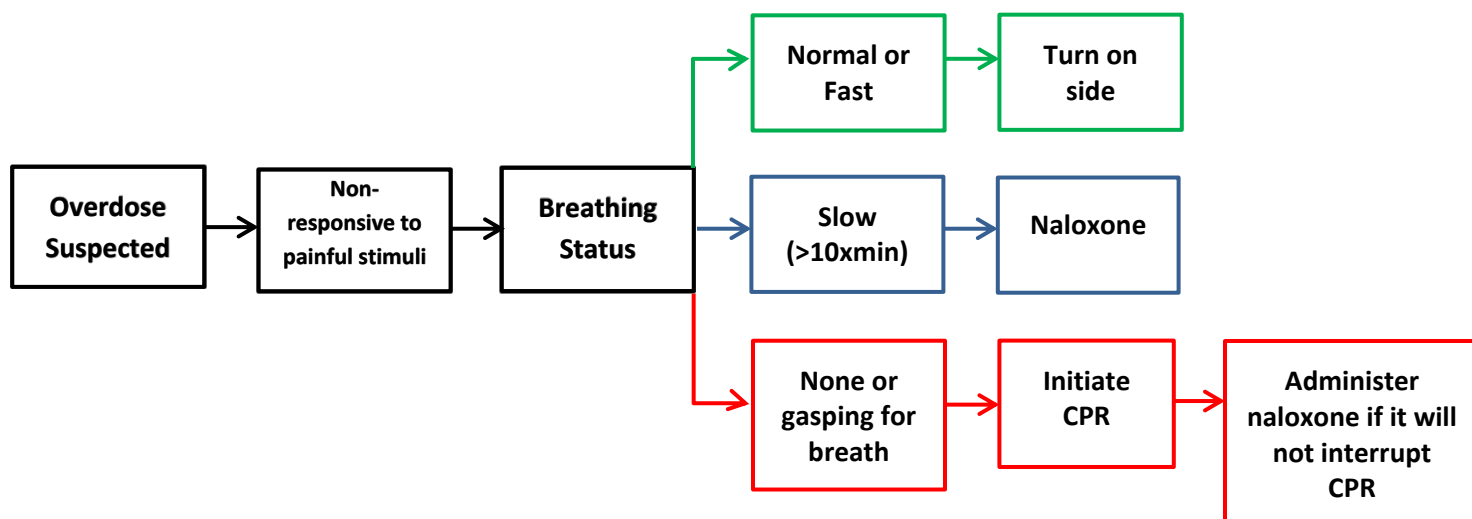 Overdose
Suspected
Non-
responsive to
painful stimuli
Breathing
Status
Normal or
Fast
Turn on
side
Slow
(>10xmin)
Naloxone
None or
gasping for
breath
Initiate
CPR
Administer
naloxone if it will
not interrupt
CPR